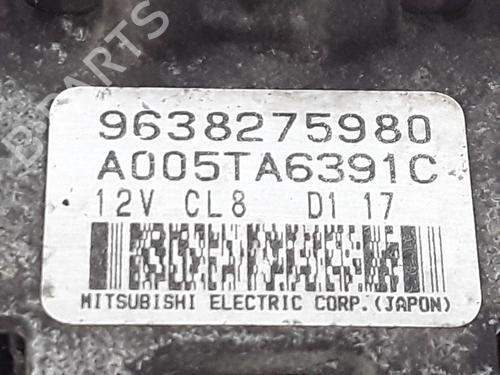 9638275980
A005TA6391C
12V CL8 D1 17
MITSUBISHI ELECTRIC CORP.(JAPON)